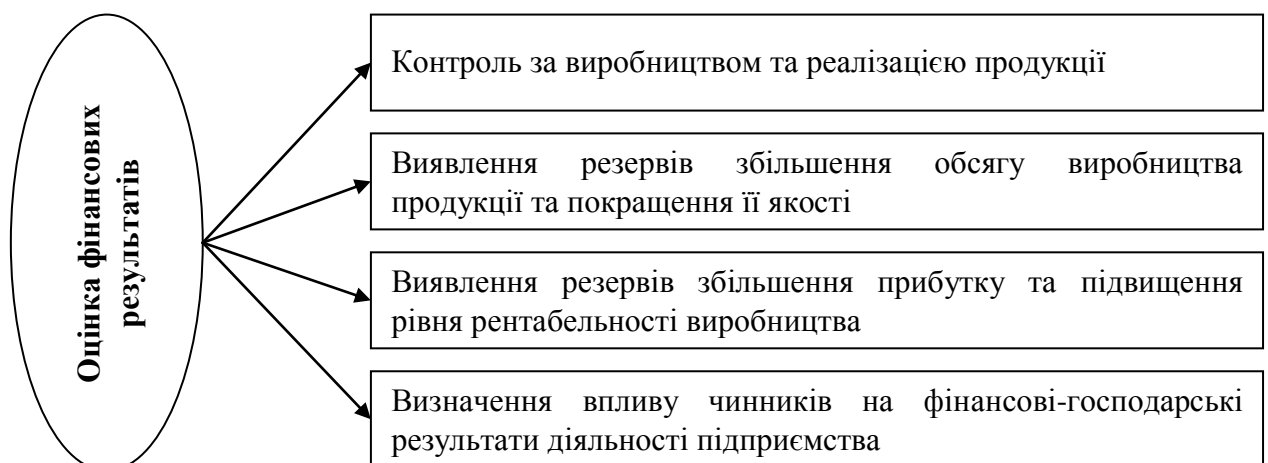 Оцінка фінансових
результатів
Контроль за виробництвом та реалізацією продукції
Виявлення резервів збільшення обсягу виробництва
продукції та покращення її якості
Виявлення резервів збільшення прибутку та підвищення
рівня рентабельності виробництва
Визначення впливу чинників на фінансові-господарські
результати діяльності підприємства